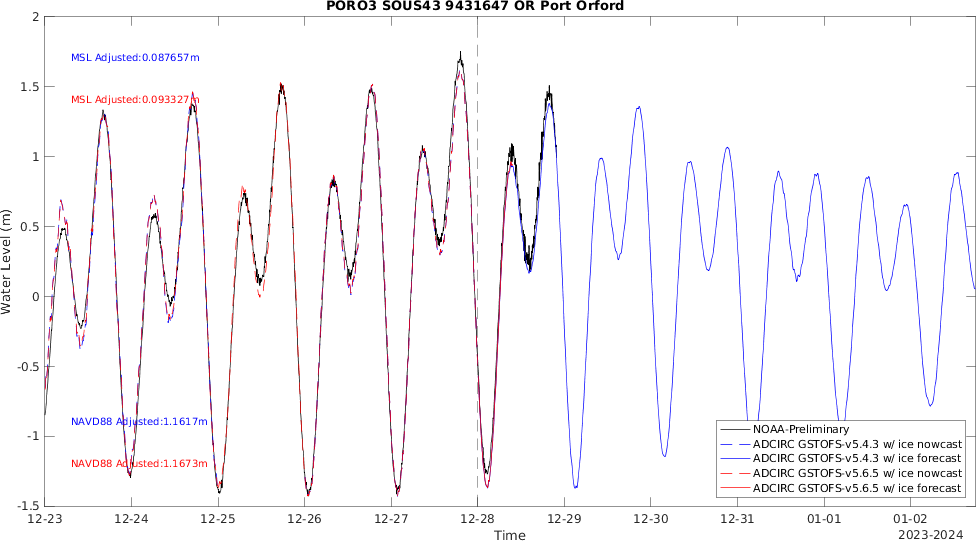 PORO3 SOUS43 9431647 OR Port Orford
2
1.5
1
0.5
0
-0.5
-1
-1.5
Water Level (m)
MSL Adjusted:0.087657m
MSL Adjusted:0.093327m
NAVD88 Adjusted:1.1617m
NAVD88 Adjusted:1.1673m
NOAA-Preliminary
ADCIRC GSTOFS-v5.4.3 w/ ice nowcast
ADCIRC GSTOFS-v5.4.3 w/ ice forecast
ADCIRC GSTOFS-v5.6.5 w/ ice nowcast
ADCIRC GSTOFS-v5.6.5 w/ ice forecast
12-23 12-24 12-25 12-26 12-27 12-28 12-29 12-30 12-31 01-01 01-02
Time
2023-2024